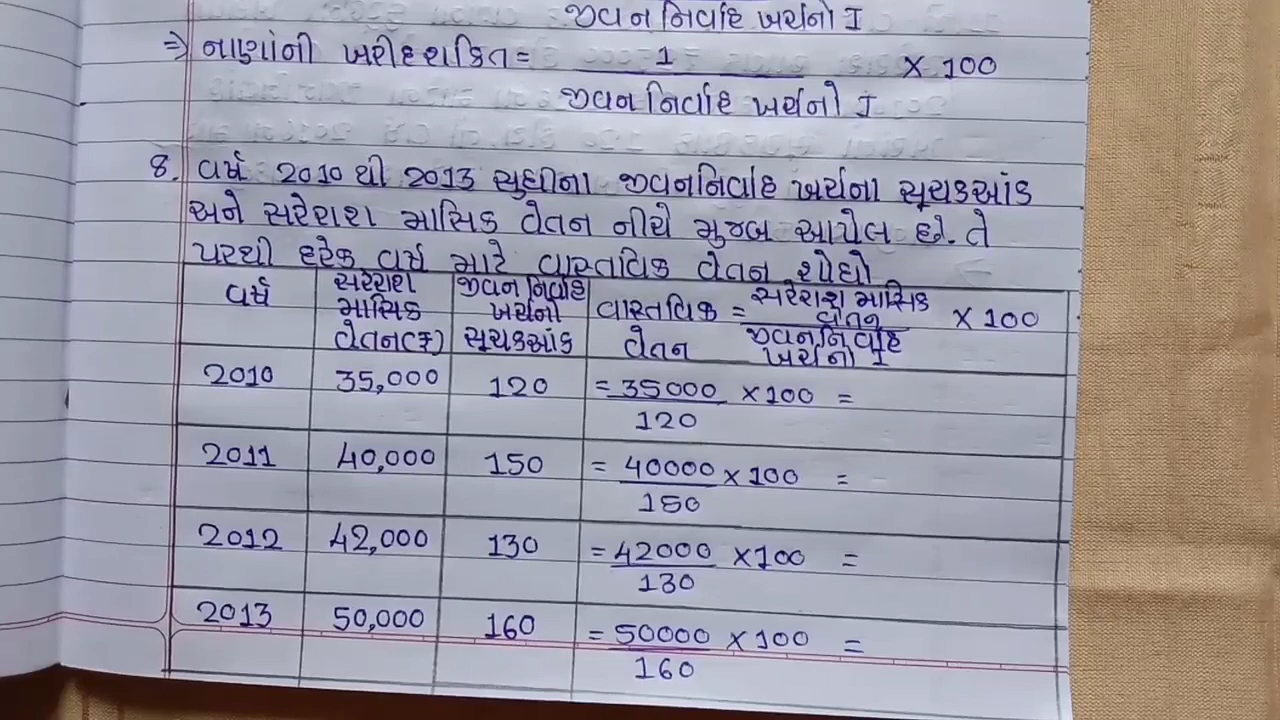 જીવન નિર્વાહ ખર્ચનો I
⇒ નાણાંની ખરીદશક્તિ = 1 × 100
જીવન નિર્વાહ ખર્ચનો I
8. વર્ષ 2010 થી 2013 સુધીના જીવનનિર્વાહ ખર્ચના સૂચકઆંક
અને સરેરાશ માસિક વેતન નીચે મુજબ આપેલ છે. તે
પરથી દરેક વર્ષ માટે વાસ્તવિક વેતન શોધો
વર્ષ
સરેરાશ
માસિક
વેતન(રૂ)
જીવન નિર્વાહ
ખર્ચનો
સૂચકઆંક
વાસ્તવિક = સરેરાશ માસિક × 100
વેતન
વેતન
જીવનનિર્વાહ
ખર્ચનો I
2010 35,000 120 = 35000 × 100 =
120
2011 40,000 150 = 40000 × 100 =
150
2012 42,000 130 = 42000 × 100 =
130
2013 50,000 160 = 50000 × 100 =
160